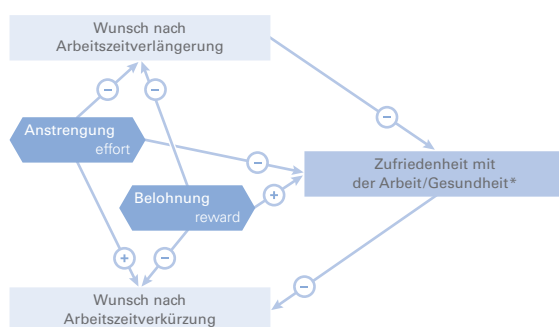 Wunsch nach
Arbeitszeitverlängerung
−
−
Anstrengung
effort
−
−
Zufriedenheit mit
der Arbeit/Gesundheit*
Belohnung
reward
+
+
−
−
Wunsch nach
Arbeitszeitverkürzung